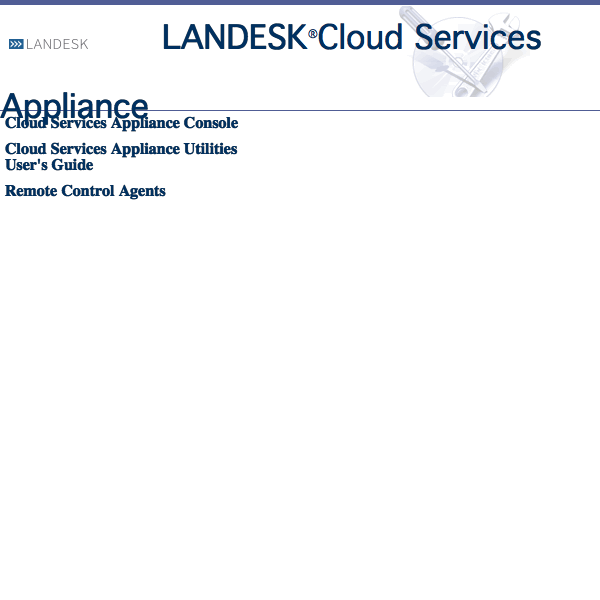 LANDESK
LANDESK®Cloud Services
Appliance
Cloud Services Appliance Console
Cloud Services Appliance Utilities
User's Guide
Remote Control Agents